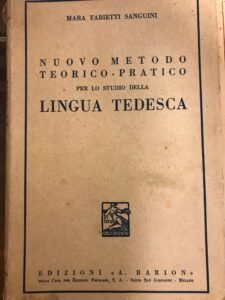 MARA FABIETTI SANGUINI
NUOVO METODO
TEORICO-PRATICO
PER LO STUDIO DELLA
LINGUA TEDESCA
EDIZIONI «A. BARION»
DELLA CASA PER EDIZIONI POPOLARI, S. A. - SESTO SAN GIOVANNI - MILANO